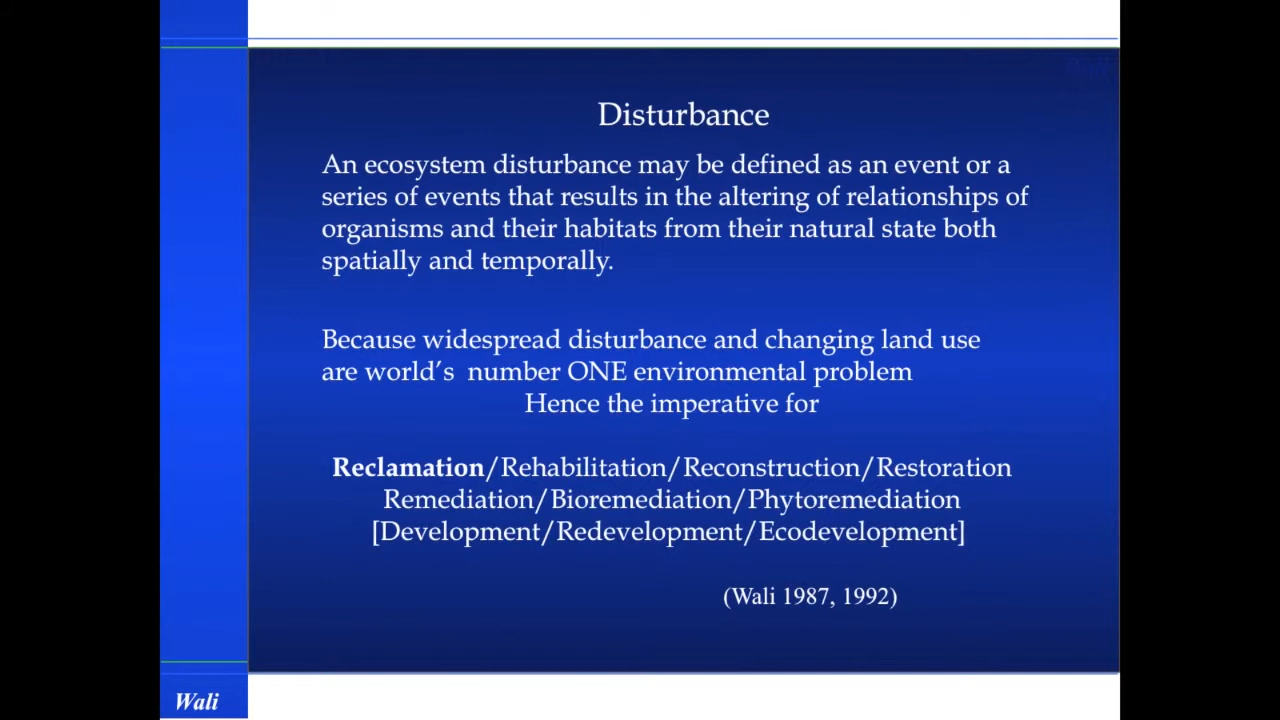 Disturbance
An ecosystem disturbance may be defined as an event or a
series of events that results in the altering of relationships of
organisms and their habitats from their natural state both
spatially and temporally.
Because widespread disturbance and changing land use
are world's  number ONE environmental problem
Hence the imperative for
Reclamation/Rehabilitation/Reconstruction/Restoration
Remediation/Bioremediation/Phytoremediation
[Development/Redevelopment/Ecodevelopment]
(Wali 1987, 1992)
Wali